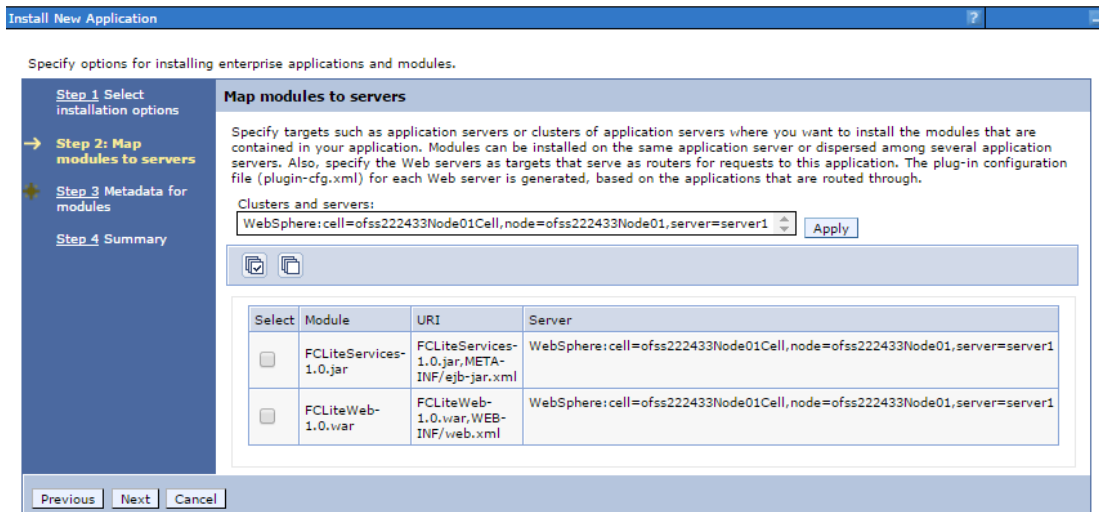 Install New Application
?
Specify options for installing enterprise applications and modules.
Step 1 Select
installation options
Step 2: Map
modules to servers
Step 3 Metadata for
modules
Step 4 Summary
Map modules to servers
Specify targets such as application servers or clusters of application servers where you want to install the modules that are
contained in your application. Modules can be installed on the same application server or dispersed among several application
servers. Also, specify the Web servers as targets that serve as routers for requests to this application. The plug-in configuration
file (plugin-cfg.xml) for each Web server is generated, based on the applications that are routed through.
Clusters and servers:
WebSphere:cell=ofss222433Node01Cell,node=ofss222433Node01,server=server1
Apply
Select Module URI Server
FCLiteServices-
1.0.jar
FCLiteServices-
1.0.jar,META-
INF/ejb-jar.xml
WebSphere:cell=ofss222433Node01Cell,node=ofss222433Node01,server=server1
FCLiteWeb-
1.0.war
FCLiteWeb-
1.0.war,WEB-
INF/web.xml
WebSphere:cell=ofss222433Node01Cell,node=ofss222433Node01,server=server1
Previous Next Cancel